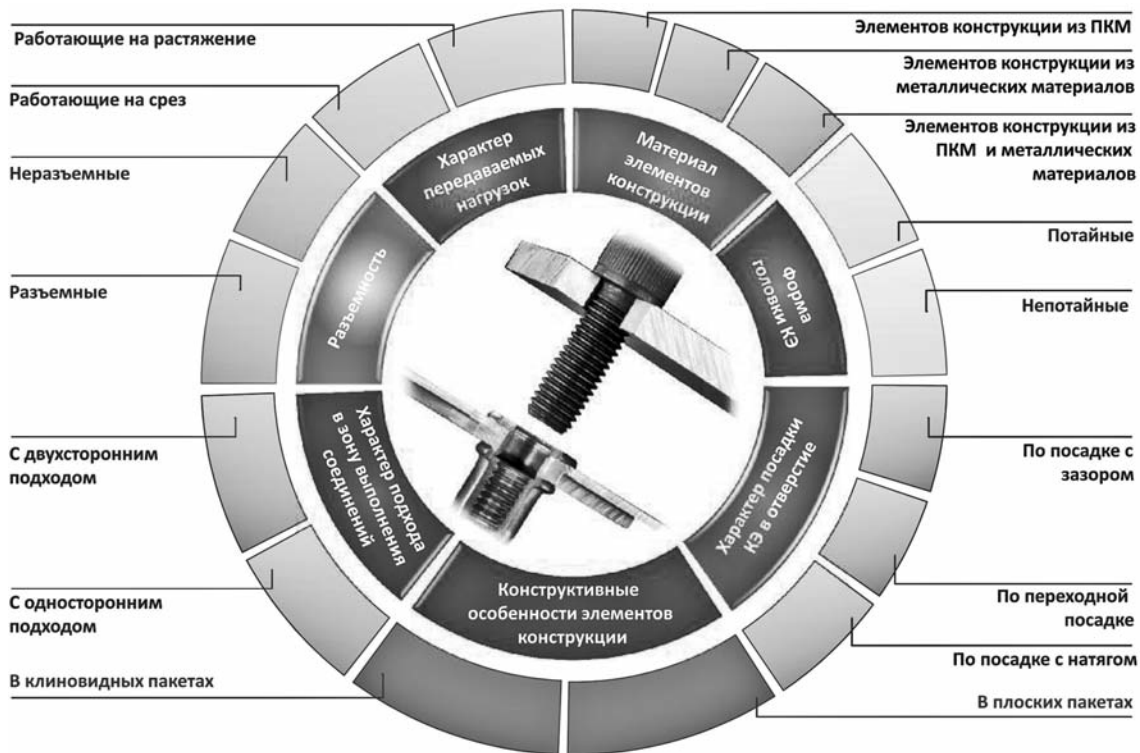 Работающие на растяжение
Работающие на срез
Неразъемные
Разъемные
С двухсторонним
подходом
С односторонним
подходом
В клиновидных пакетах
Элементов конструкции из ПКМ
Элементов конструкции из
металлических материалов
Элементов конструкции из
ПКМ и металлических
материалов
Потайные
Непотайные
По посадке с
зазором
По переходной
посадке
По посадке с натягом
В плоских пакетах
Характер
передаваемых
нагрузок
Материал
элементов
конструкции
Форма
головки КЭ
Характер посадки
КЭ в отверстие
Конструктивные
особенности элементов
конструкции
Характер подхода
в зону выполнения
соединений
Разъемкость